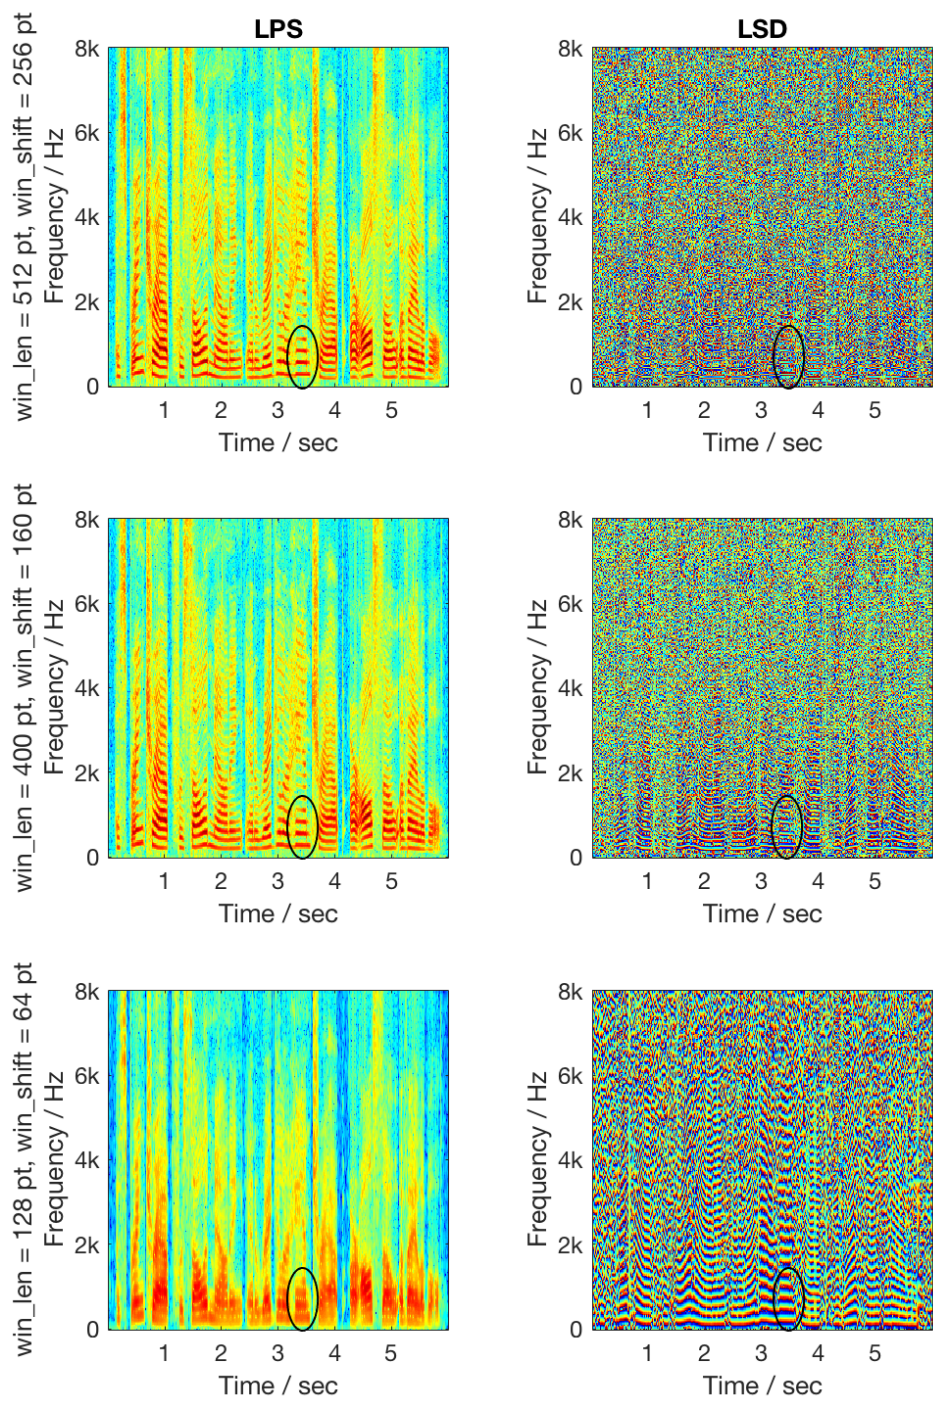 LPS
LSD
win_len = 512 pt, win_shift = 256 pt
Frequency / Hz
8k
6k
4k
2k
0
1 2 3 4 5
Time / sec
Frequency / Hz
8k
6k
4k
2k
0
1 2 3 4 5
Time / sec
win_len = 400 pt, win_shift = 160 pt
Frequency / Hz
8k
6k
4k
2k
0
1 2 3 4 5
Time / sec
Frequency / Hz
8k
6k
4k
2k
0
1 2 3 4 5
Time / sec
win_len = 128 pt, win_shift = 64 pt
Frequency / Hz
8k
6k
4k
2k
0
1 2 3 4 5
Time / sec
Frequency / Hz
8k
6k
4k
2k
0
1 2 3 4 5
Time / sec